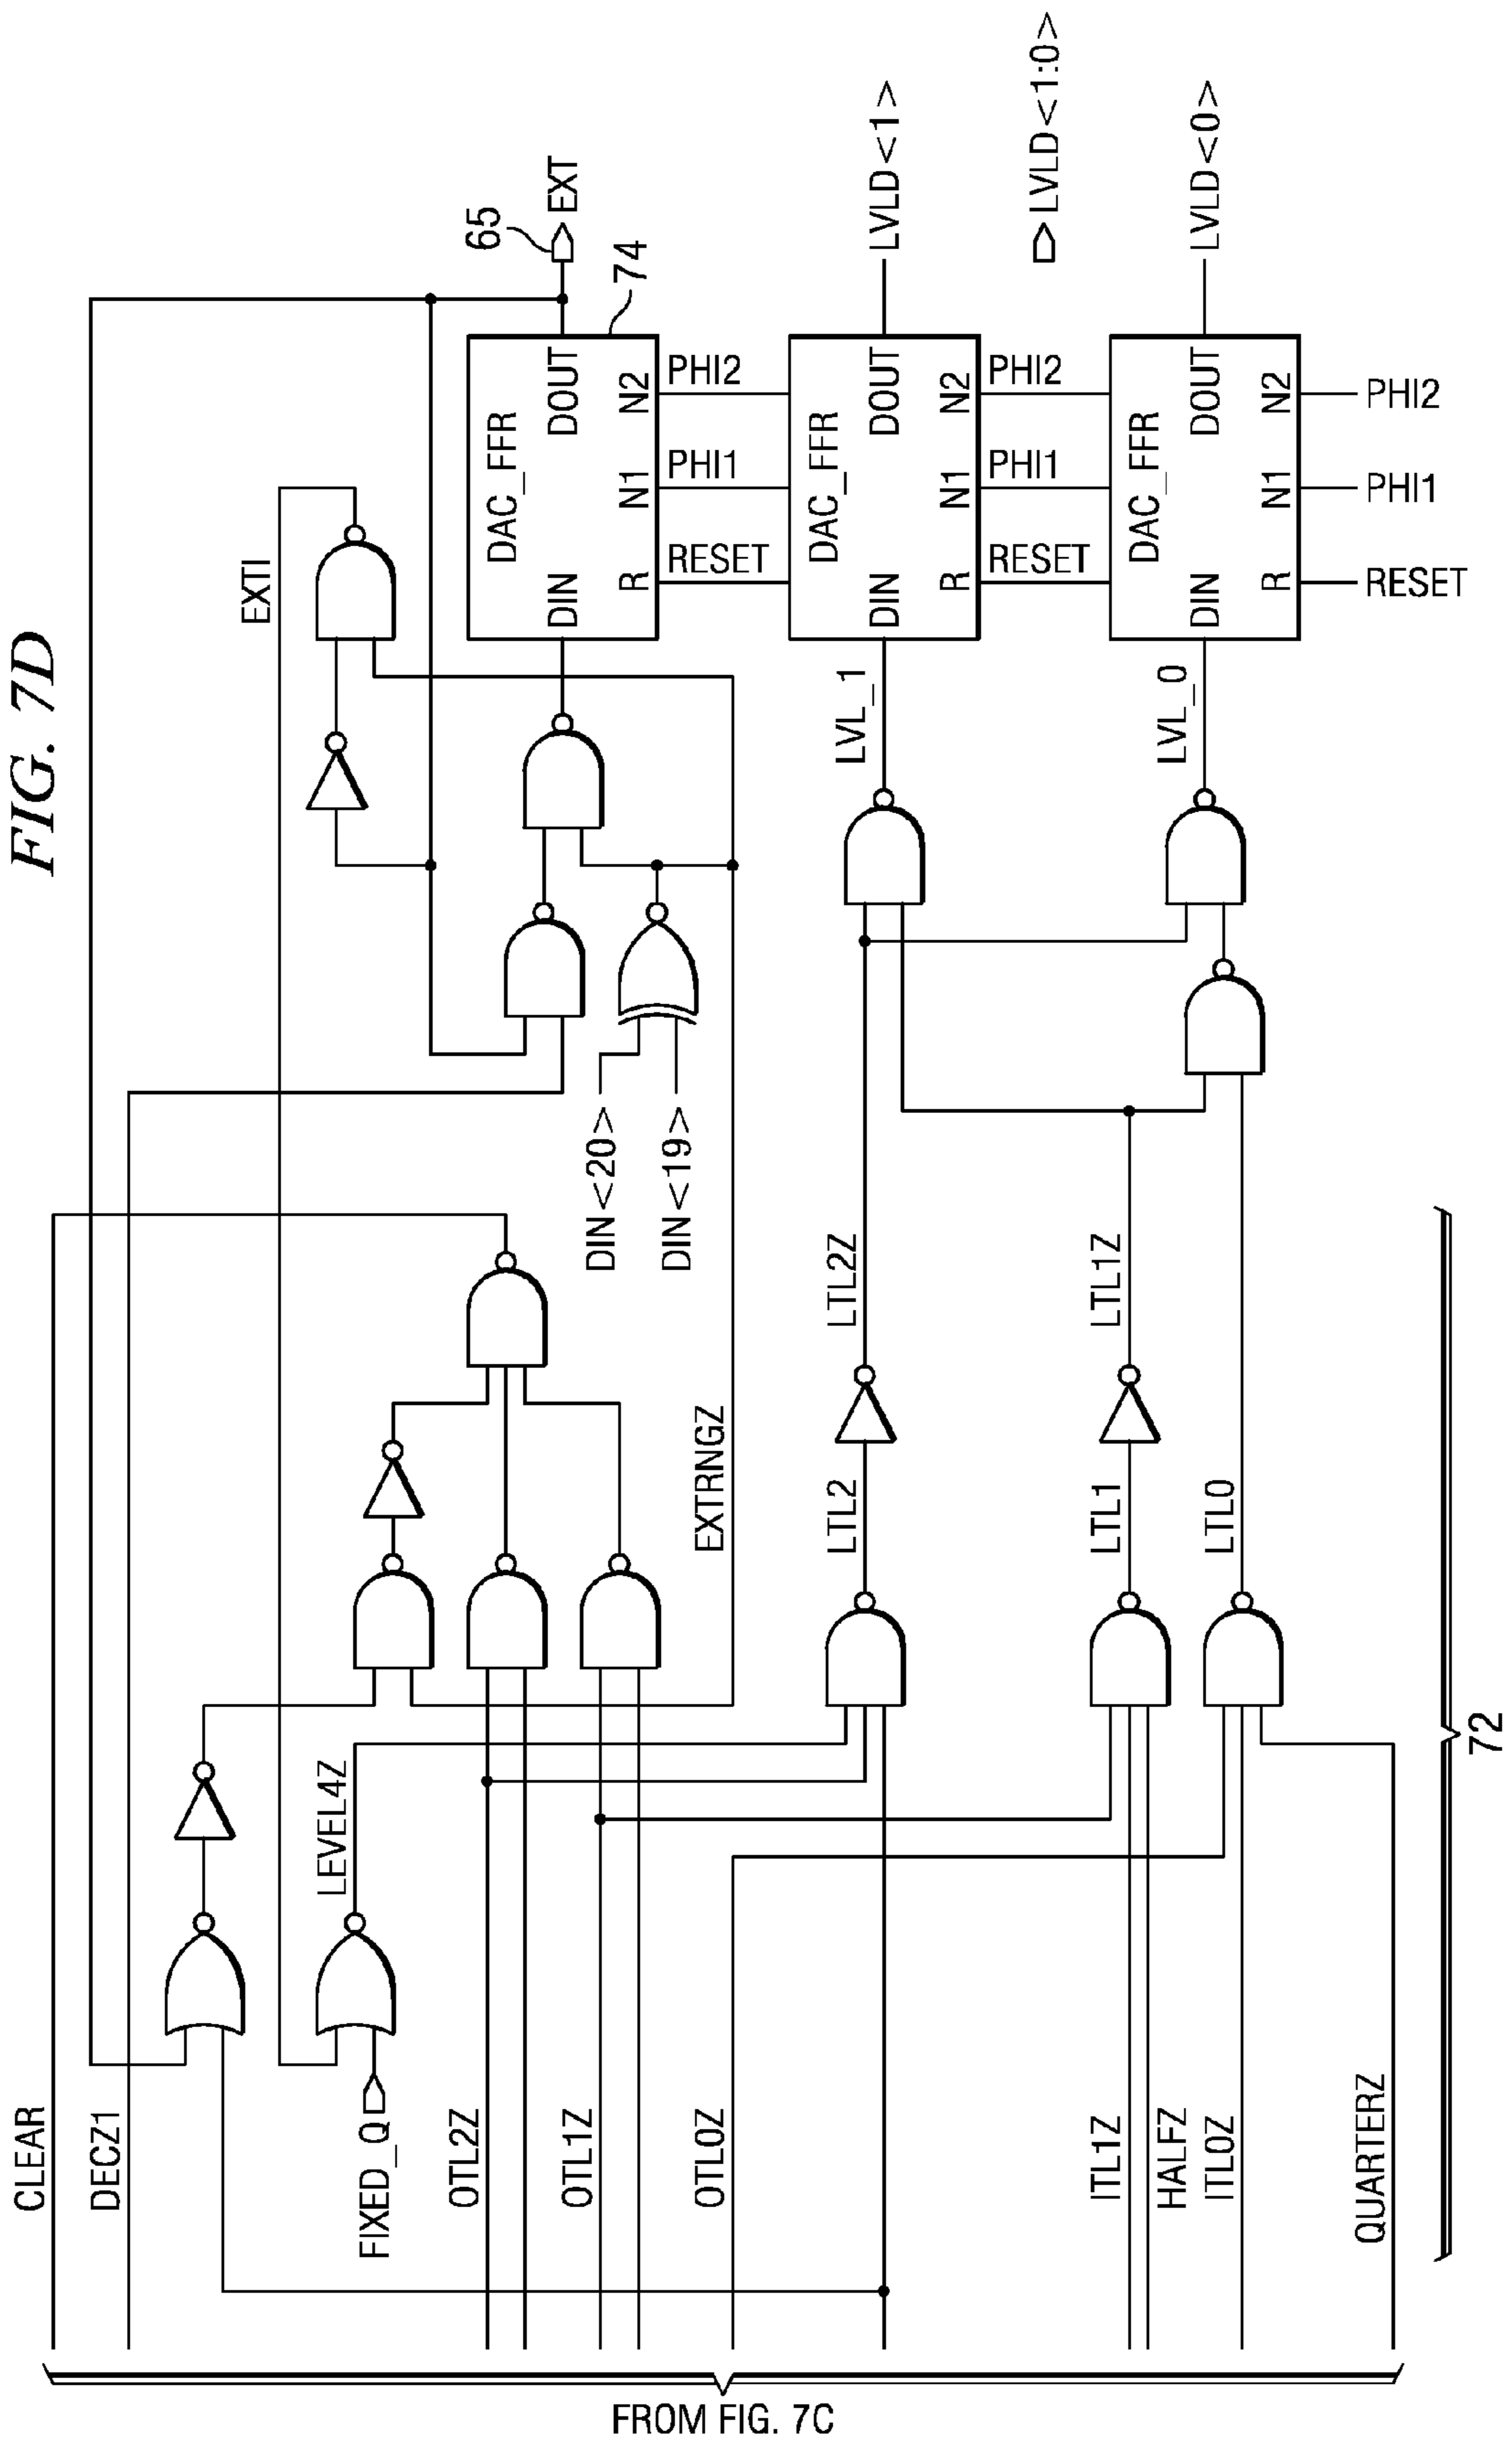 FIG. 7D
CLEAR
DECZ1
FIXED_Q
LEVEL4Z
OTL2Z
OTL1Z
OTL0Z
ITL1Z
HALFZ
ITL0Z
QUARTERZ
FROM FIG. 7C
72
EXTRNGZ
LTL2
LTL1
LTL0
LTL2Z
LTL1Z
DIN<20>
DIN<19>
EXTI
DAC_FFR
DIN
DOUT
R
N1
N2
74
65
EXT
RESET
PHI1
PHI2
LVL_1
DAC_FFR
DIN
DOUT
R
N1
N2
LVLD<1>
RESET
PHI1
PHI2
LVLD<1:0>
LVL_0
DAC_FFR
DIN
DOUT
R
N1
N2
LVLD<0>
RESET
PHI1
PHI2